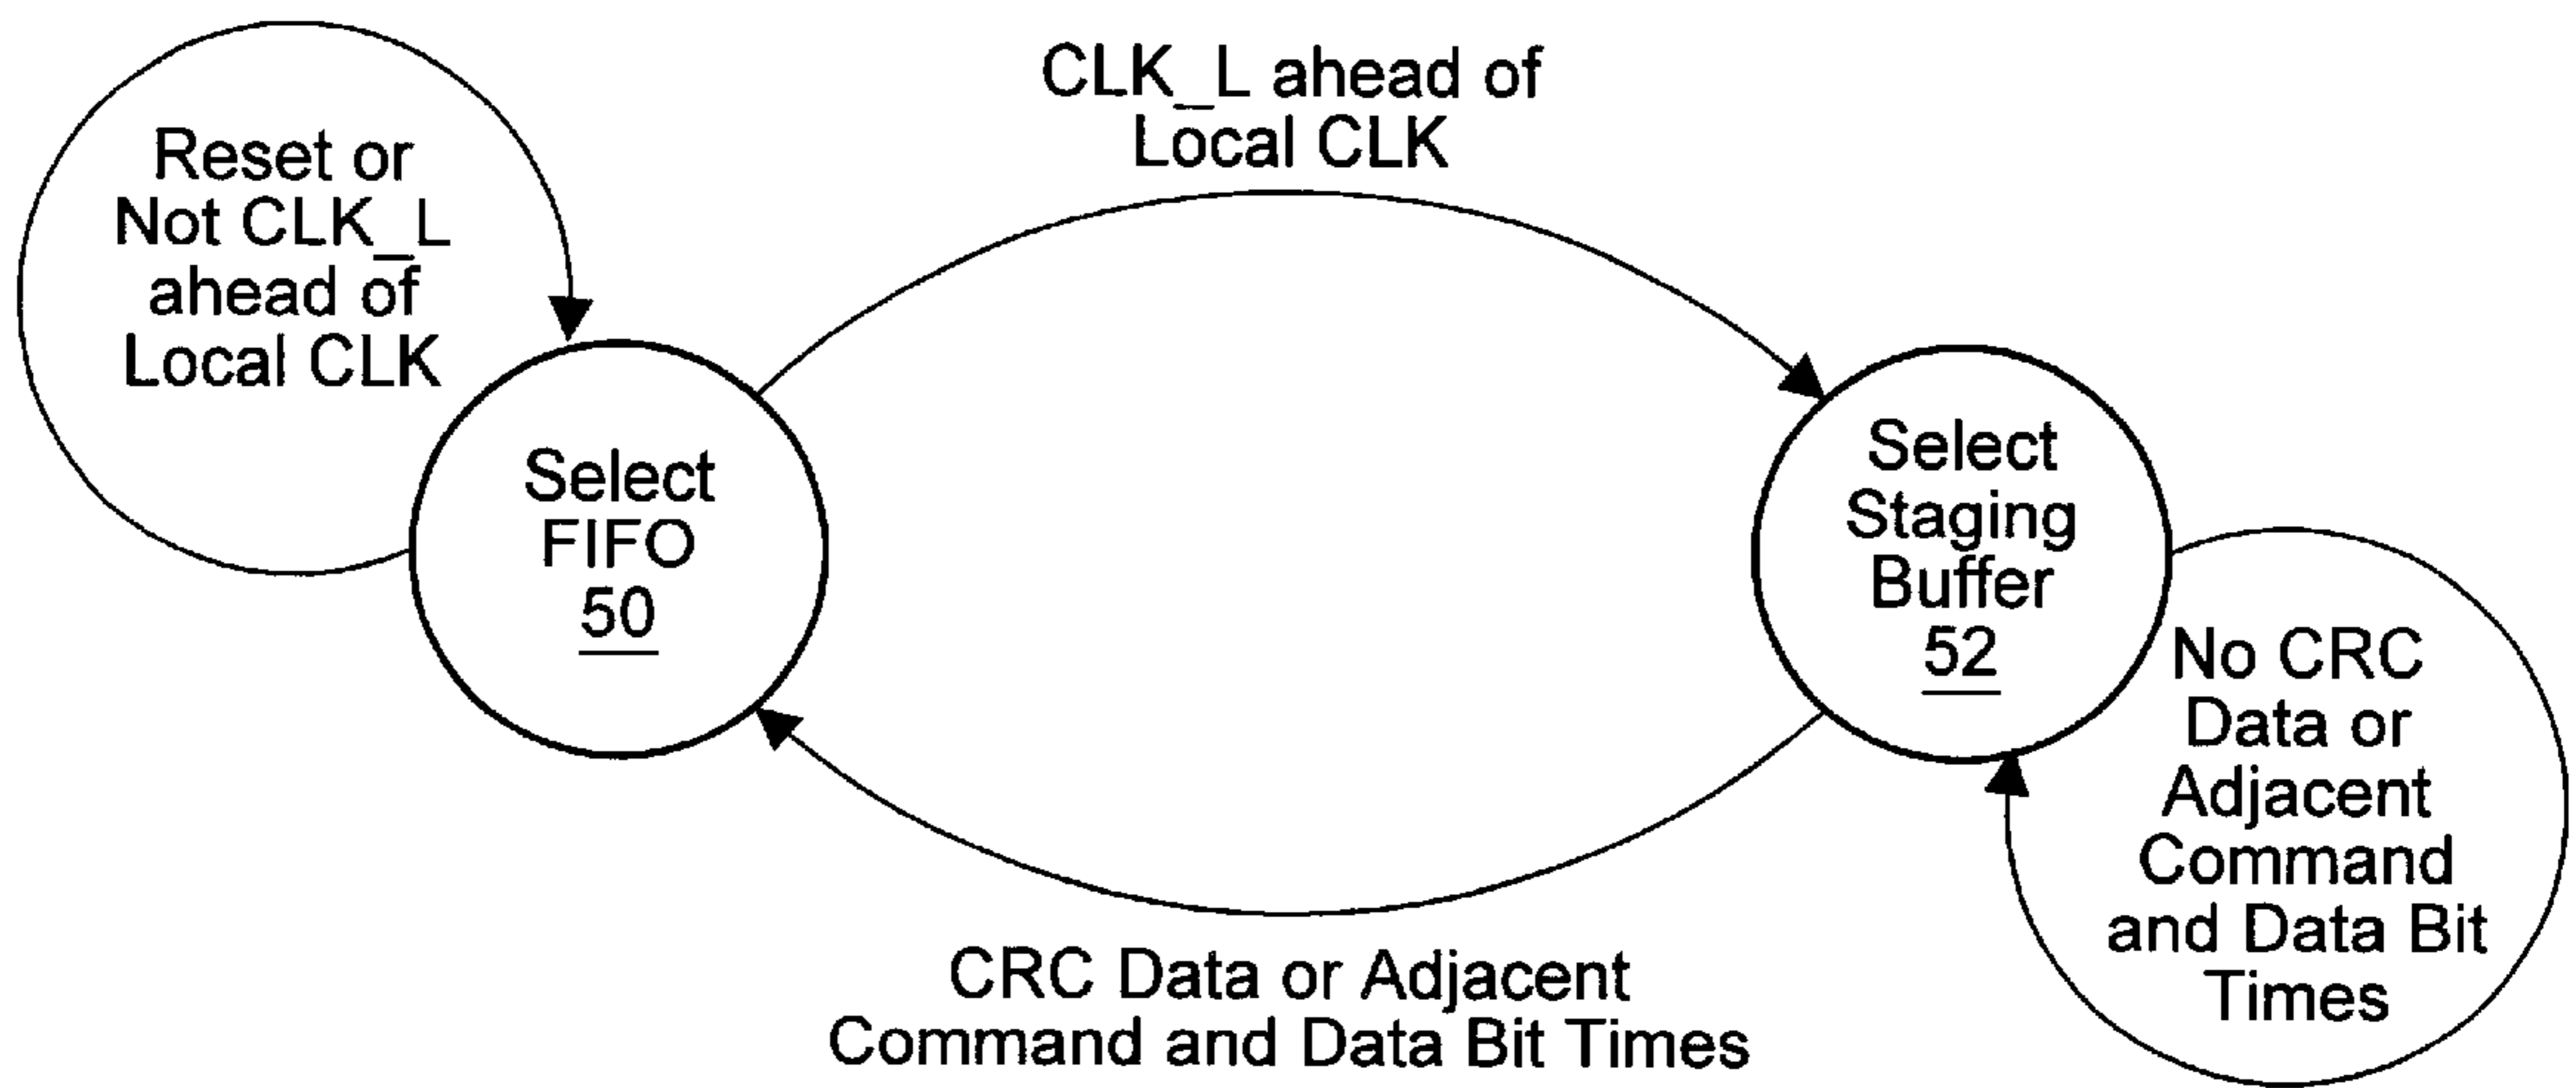 CLK_L ahead of
Local CLK
Reset or
Not CLK_L
ahead of
Local CLK
Select
FIFO
50
Select
Staging
Buffer
52
No CRC
Data or
Adjacent
Command
and Data Bit
Times
CRC Data or Adjacent
Command and Data Bit Times